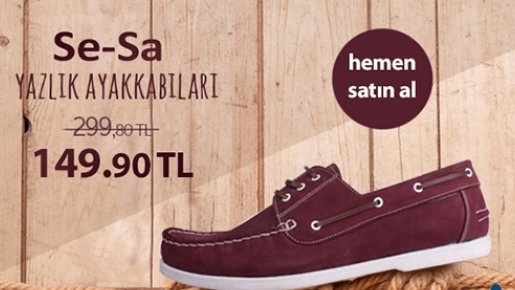 Se-Sa
YAZLIK AYAKKABILARI
299,80 TL
149.90 TL
hemen
satın al